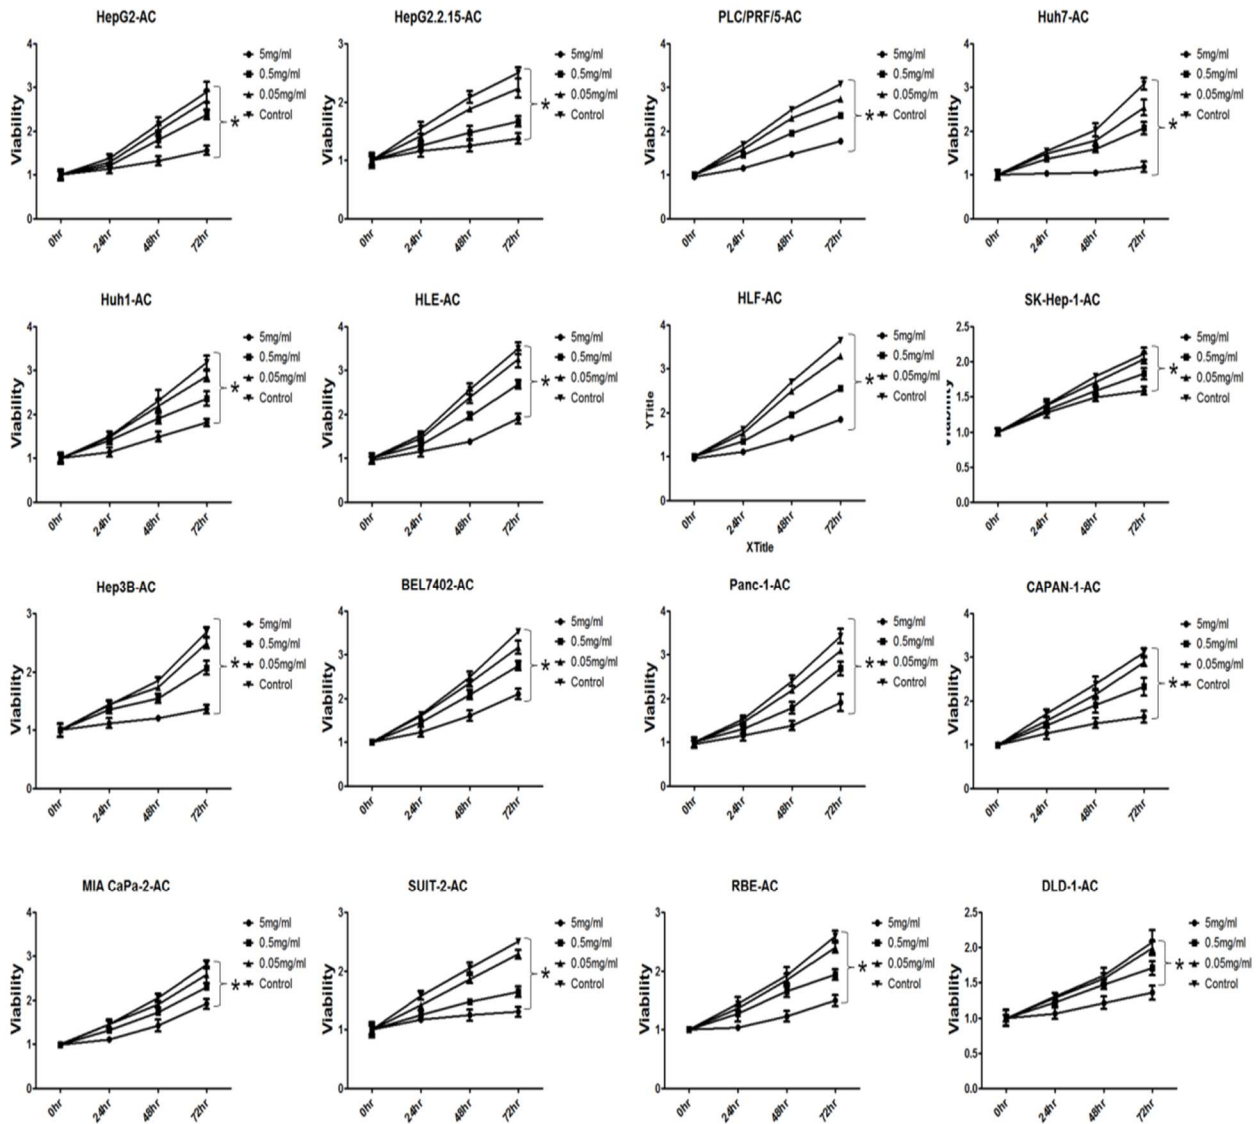 HepG2-AC
4
3
2
1
0
Viability
0hr
24hr
48hr
72hr
*
5mg/ml
0.5mg/ml
0.05mg/ml
Control
HepG2.2.15-AC
3
2
1
0
Viability
0hr
24hr
48hr
72hr
*
5mg/ml
0.5mg/ml
0.05mg/ml
Control
PLC/PRF/5-AC
4
3
2
1
0
Viability
0hr
24hr
48hr
72hr
*
5mg/ml
0.5mg/ml
0.05mg/ml
Control
Huh7-AC
4
3
2
1
0
Viability
0hr
24hr
48hr
72hr
*
5mg/ml
0.5mg/ml
0.05mg/ml
Control
Huh1-AC
4
3
2
1
0
Viability
0hr
24hr
48hr
72hr
*
5mg/ml
0.5mg/ml
0.05mg/ml
Control
HLE-AC
4
3
2
1
0
Viability
0hr
24hr
48hr
72hr
*
5mg/ml
0.5mg/ml
0.05mg/ml
Control
HLF-AC
4
3
2
1
0
YTitle
0hr
24hr
48hr
72hr
XTitle
*
5mg/ml
0.5mg/ml
0.05mg/ml
Control
SK-Hep-1-AC
2.5
2.0
1.5
1.0
0.5
0.0
Viability
0hr
24hr
48hr
72hr
*
5mg/ml
0.5mg/ml
0.05mg/ml
Control
Hep3B-AC
3
2
1
0
Viability
0hr
24hr
48hr
72hr
*
5mg/ml
0.5mg/ml
0.05mg/ml
Control
BEL7402-AC
4
3
2
1
0
Viability
0hr
24hr
48hr
72hr
*
5mg/ml
0.5mg/ml
0.05mg/ml
Control
Panc-1-AC
4
3
2
1
0
Viability
0hr
24hr
48hr
72hr
*
5mg/ml
0.5mg/ml
0.05mg/m
Control
CAPAN-1-AC
4
3
2
1
0
Viability
0hr
24hr
48hr
72hr
*
5mg/ml
0.5mg/ml
0.05mg/ml
Control
MIA CaPa-2-AC
4
3
2
1
0
Viability
0hr
24hr
48hr
72hr
*
5mg/ml
0.5mg/ml
0.05mg/ml
Control
SUIT-2-AC
3
2
1
0
Viability
0hr
24hr
48hr
72hr
*
5mg/ml
0.5mg/ml
0.05mg/ml
Control
RBE-AC
3
2
1
0
Viability
0hr
24hr
48hr
72hr
*
5mg/ml
0.5mg/ml
0.05mg/ml
Control
DLD-1-AC
2.5
2.0
1.5
1.0
0.5
0.0
Viability
0hr
24hr
48hr
72hr
*
5mg/ml
0.5mg/ml
0.05mg/ml
Control